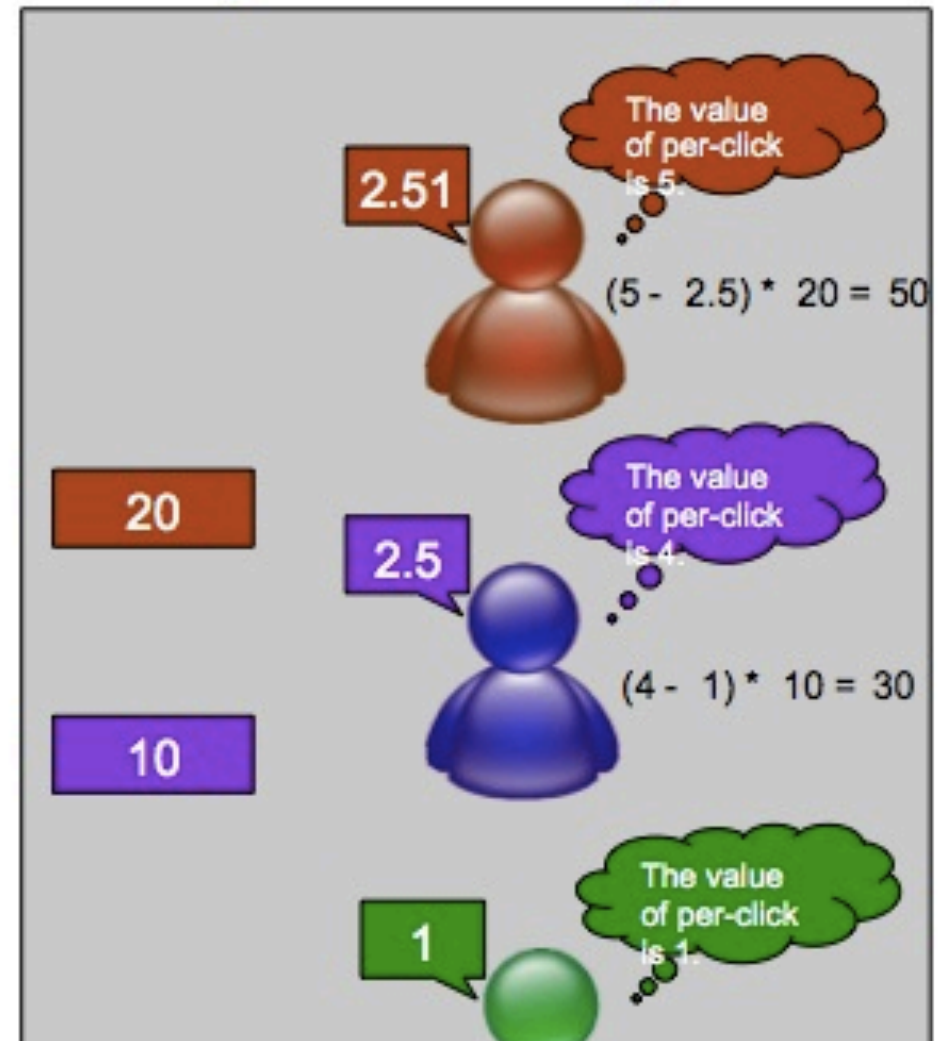 The value
of per-click
is 5.
2.51
(5 - 2.5) * 20 = 50
20
The value
of per-click
is 4.
2.5
(4 - 1) * 10 = 30
10
The value
of per-click
is 1.
1